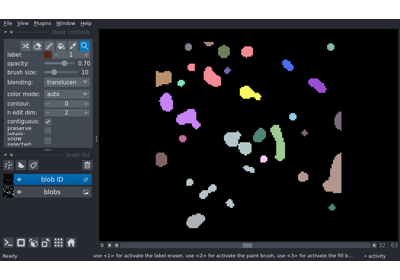 File View Plugins Window Help
layer controls
label: 1
opacity: 0.70
brush size: 10
blending: translucen
color mode: auto
contour: 0
n edit dim: 2
contiguous:
preserve
labels:
show
selected:
layer list
blob ID
blobs
32 63
Ready
use <1> for activate the label eraser, use <2> for activate the paint brush, use <3> for activate the fill b...
activity